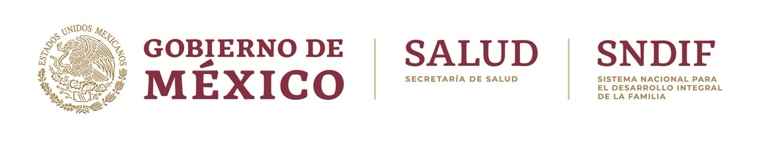 ESTADOS UNIDOS MEXICANOS
GOBIERNO DE
MÉXICO
SALUD
SECRETARÍA DE SALUD
SNDIF
SISTEMA NACIONAL PARA
EL DESARROLLO INTEGRAL
DE LA FAMILIA